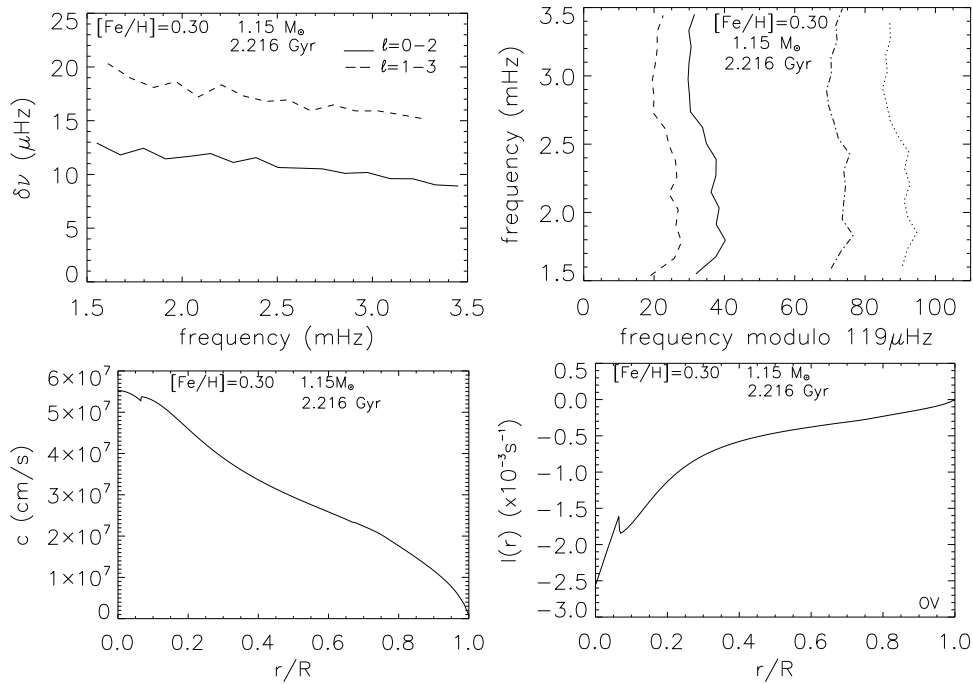 [Fe/H]=0.30 1.15 M⊙
2.216 Gyr
ℓ=0−2
ℓ=1−3
δν (μHz)
25
20
15
10
5
0
1.5 2.0 2.5 3.0 3.5
frequency (mHz)
[Fe/H]=0.30
1.15 M⊙
2.216 Gyr
frequency (mHz)
3.5
3.0
2.5
2.0
1.5
0 20 40 60 80 100
frequency modulo 119μHz
[Fe/H]=0.30 1.15M⊙
2.216 Gyr
c (cm/s)
6×10⁷
5×10⁷
4×10⁷
3×10⁷
2×10⁷
1×10⁷
0
0.0 0.2 0.4 0.6 0.8 1.0
r/R
[Fe/H]=0.30 1.15 M⊙
2.216 Gyr
I(r) (×10⁻³s⁻¹)
0.5
0.0
−0.5
−1.0
−1.5
−2.0
−2.5
−3.0
OV
0.0 0.2 0.4 0.6 0.8 1.0
r/R